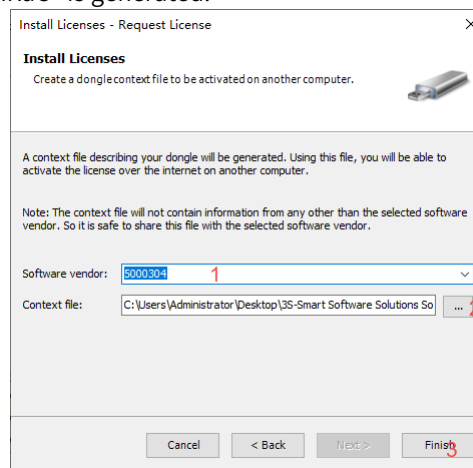 is generated.
Install Licenses - Request License
Install Licenses
Create a dongle context file to be activated on another computer.
A context file describing your dongle will be generated. Using this file, you will be able to
activate the license over the internet on another computer.
Note: The context file will not contain information from any other than the selected software
vendor. So it is safe to share this file with the selected software vendor.
Software vendor: 5000304 1
Context file: C:\Users\Administrator\Desktop\3S-Smart Software Solutions So ... 2
Cancel < Back Next > Finish 3